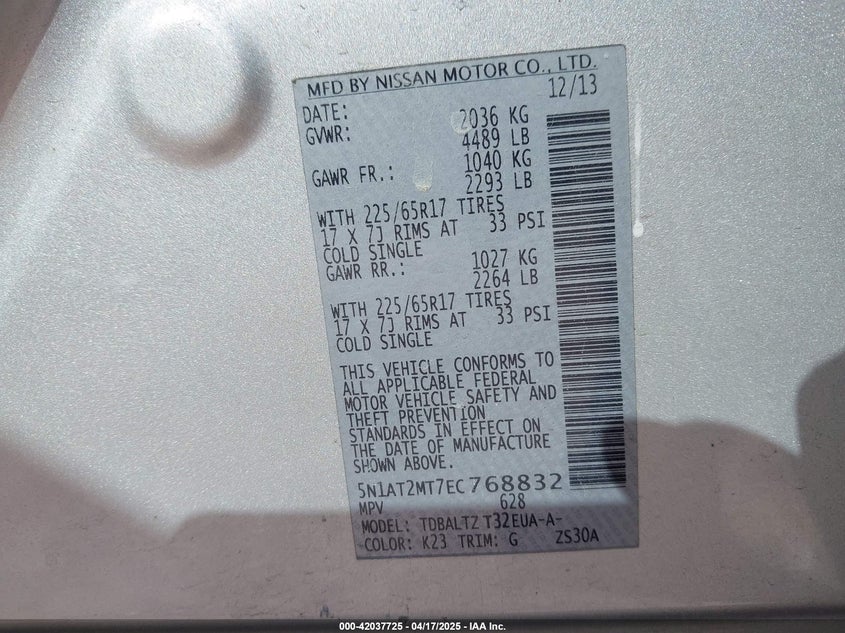 MFD BY NISSAN MOTOR CO., LTD.
DATE: 12/13
GVWR: 2036 KG
4489 LB
GAWR FR.: 1040 KG
2293 LB
WITH 225/65R17 TIRES
17 X 7J RIMS AT 33 PSI
COLD SINGLE
GAWR RR.: 1027 KG
2264 LB
WITH 225/65R17 TIRES
17 X 7J RIMS AT 33 PSI
COLD SINGLE
THIS VEHICLE CONFORMS TO
ALL APPLICABLE FEDERAL
MOTOR VEHICLE SAFETY AND
THEFT PREVENTION
STANDARDS IN EFFECT ON
THE DATE OF MANUFACTURE
SHOWN ABOVE.
5N1AT2MT7EC768832
MPV 628
MODEL: TDBALTZ T32EUA-A-
COLOR: K23 TRIM: G ZS30A
000-42037725 - 04/17/2025 - IAA Inc.